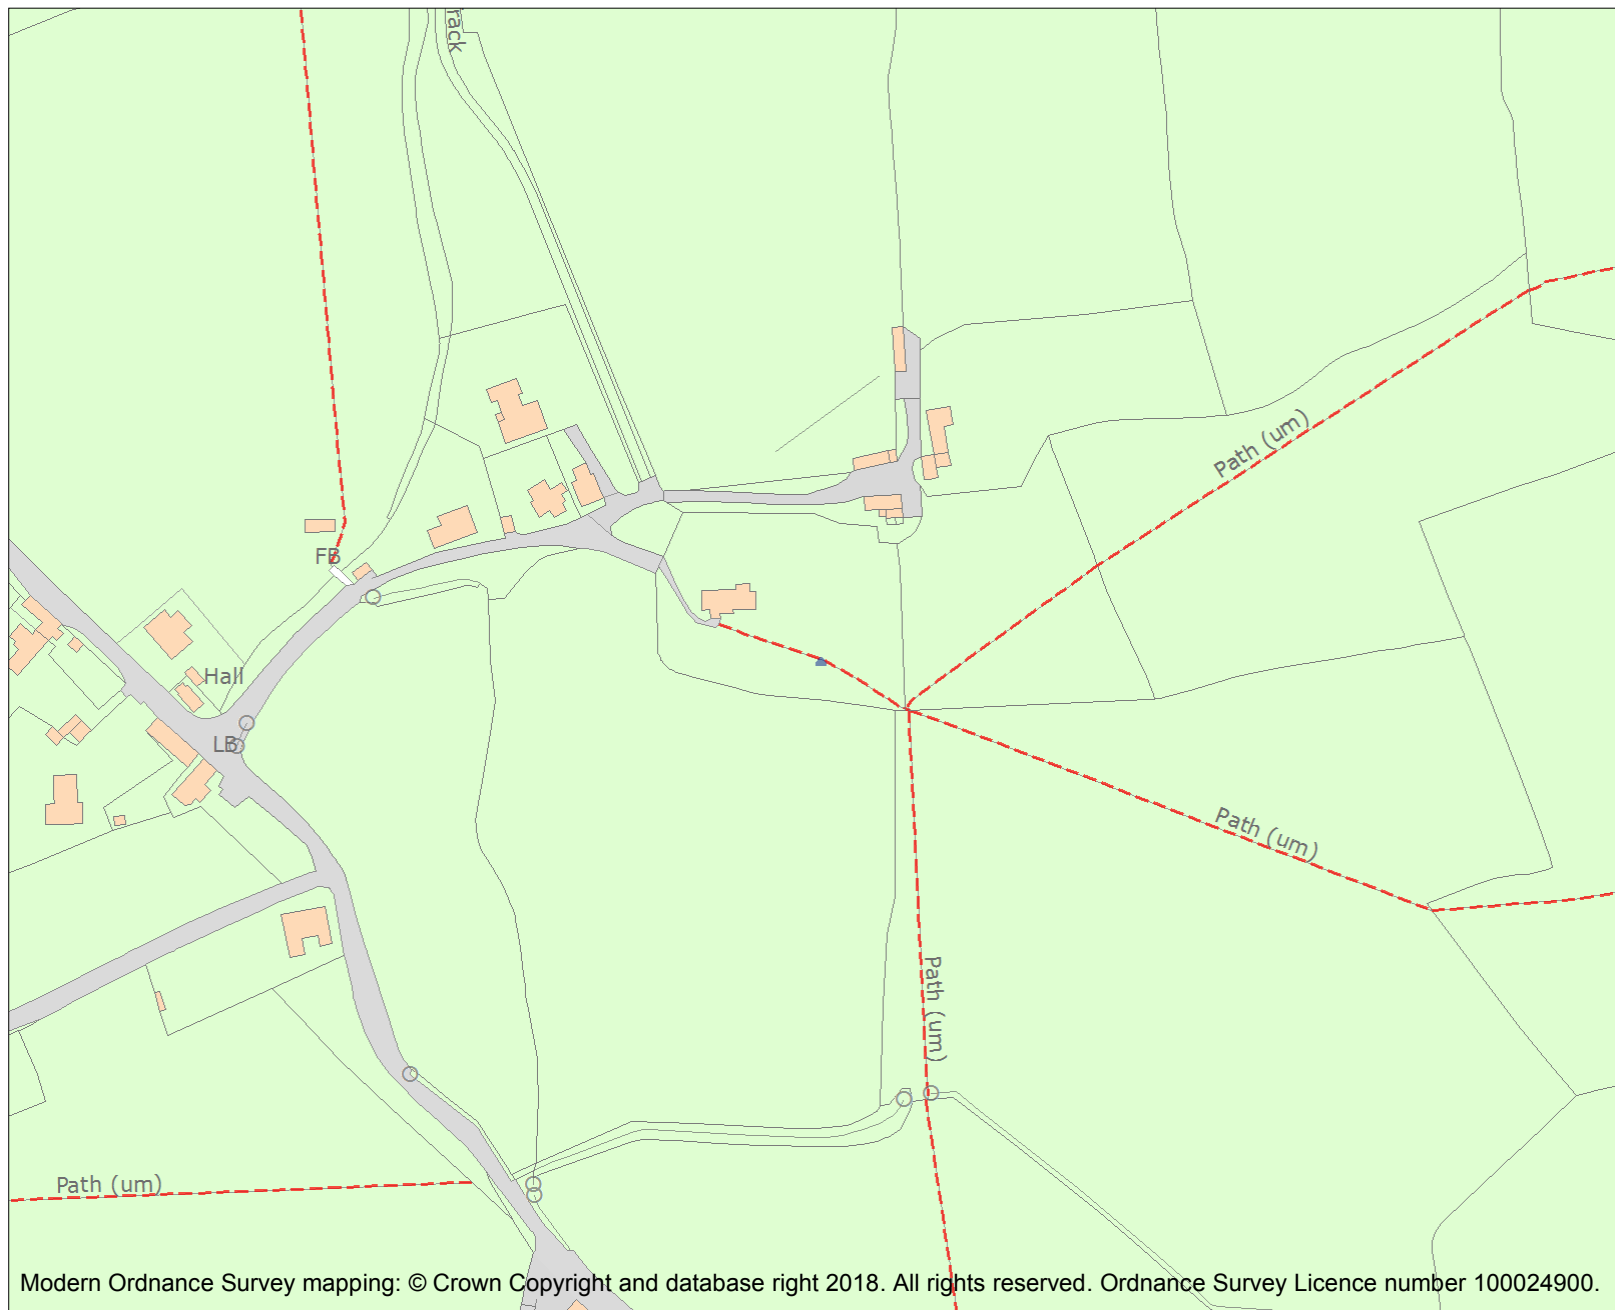 rack
Path (um)
FB
Hall
LB
Path (um)
Path (um)
Path (um)
Modern Ordnance Survey mapping: © Crown Copyright and database right 2018. All rights reserved. Ordnance Survey Licence number 100024900.